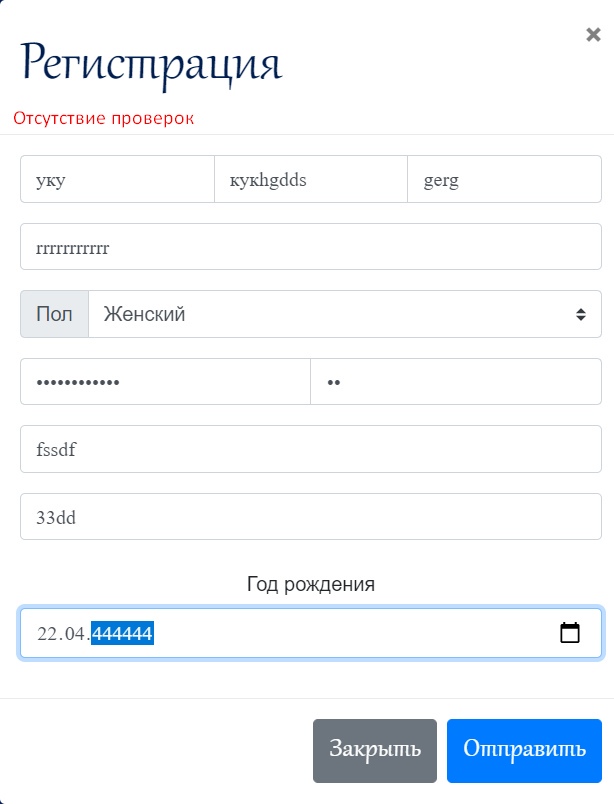 ×
Регистрация
Отсутствие проверок
уку кукhgdds gerg
rrrrrrrrrrr
Пол Женский
•••••••••••• ••
fssdf
33dd
Год рождения
22.04.444444
Закрыть Отправить